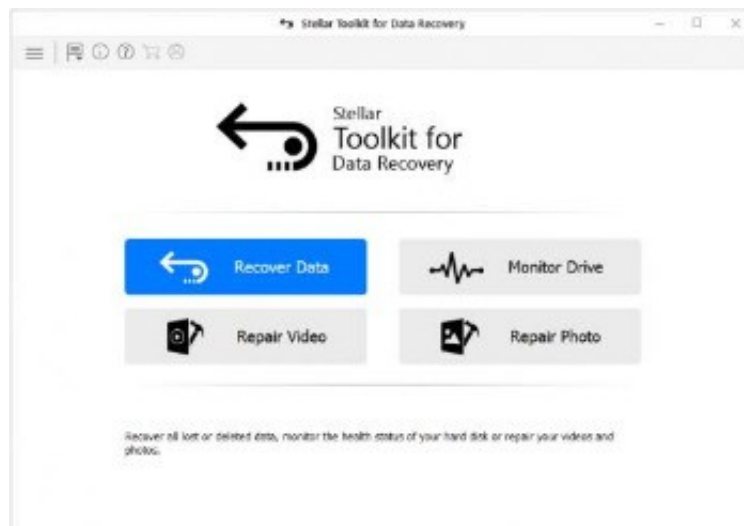 Stellar Toolkit for Data Recovery
Stellar
Toolkit for
Data Recovery
Recover Data
Monitor Drive
Repair Video
Repair Photo
Recover all lost or deleted data, monitor the health status of your hard disk or repair your videos and
photos.